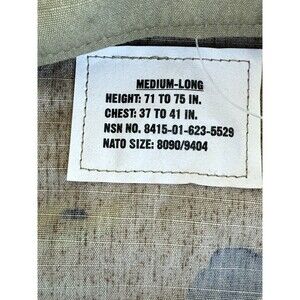 MEDIUM-LONG
HEIGHT: 71 TO 75 IN.
CHEST: 37 TO 41 IN.
NSN NO. 8415-01-623-5529
NATO SIZE: 8090/9404